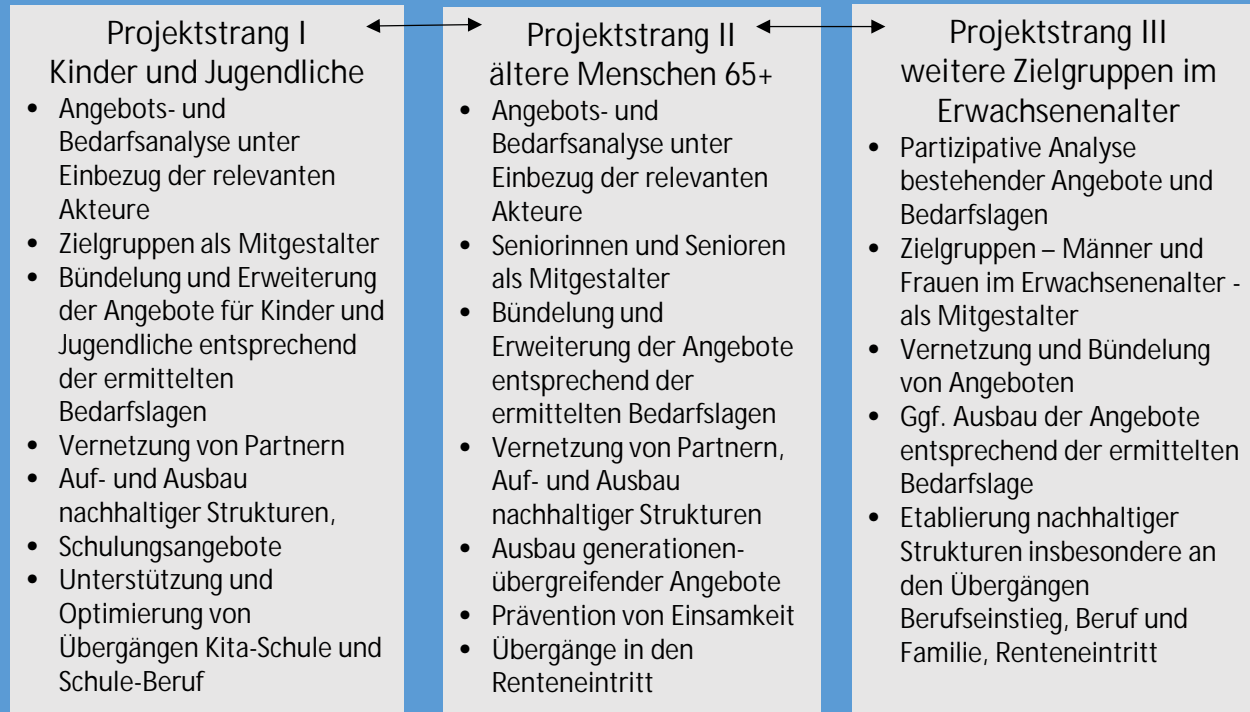 Projektstrang I
Kinder und Jugendliche
• Angebots- und
Bedarfsanalyse unter
Einbezug der relevanten
Akteure
• Zielgruppen als Mitgestalter
• Bündelung und Erweiterung
der Angebote für Kinder und
Jugendliche entsprechend
der ermittelten
Bedarfslagen
• Vernetzung von Partnern
• Auf- und Ausbau
nachhaltiger Strukturen,
• Schulungsangebote
• Unterstützung und
Optimierung von
Übergängen Kita-Schule und
Schule-Beruf
Projektstrang II
ältere Menschen 65+
• Angebots- und
Bedarfsanalyse unter
Einbezug der relevanten
Akteure
• Seniorinnen und Senioren
als Mitgestalter
• Bündelung und
Erweiterung der Angebote
entsprechend der
ermittelten Bedarfslagen
• Vernetzung von Partnern,
Auf- und Ausbau
nachhaltiger Strukturen
• Ausbau generationen-
übergreifender Angebote
• Prävention von Einsamkeit
• Übergänge in den
Renteneintritt
Projektstrang III
weitere Zielgruppen im
Erwachsenenalter
• Partizipative Analyse
bestehender Angebote und
Bedarfslagen
• Zielgruppen – Männer und
Frauen im Erwachsenenalter -
als Mitgestalter
• Vernetzung und Bündelung
von Angeboten
• Ggf. Ausbau der Angebote
entsprechend der ermittelten
Bedarfslage
• Etablierung nachhaltiger
Strukturen insbesondere an
den Übergängen
Berufseinstieg, Beruf und
Familie, Renteneintritt